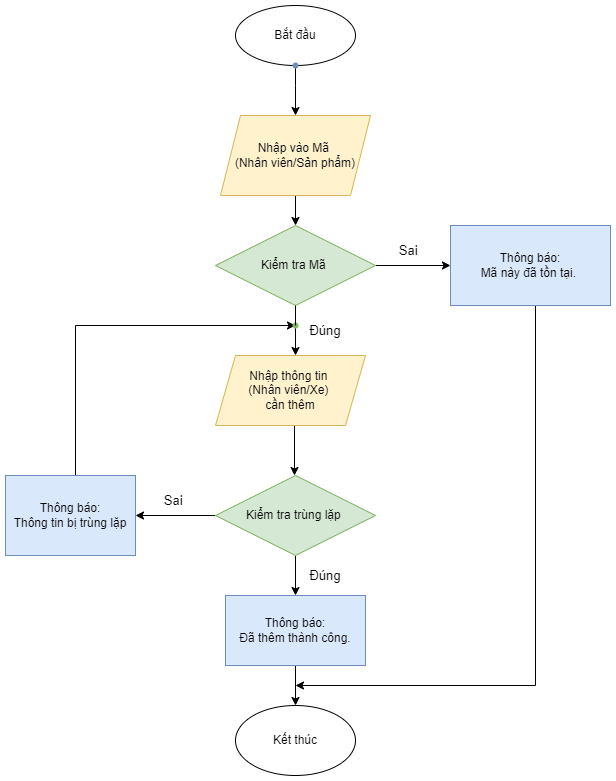 Bắt đầu
Nhập vào Mã
(Nhân viên/Sản phẩm)
Kiểm tra Mã
Sai
Thông báo:
Mã này đã tồn tại.
Đúng
Nhập thông tin
(Nhân viên/Xe)
cần thêm
Kiểm tra trùng lặp
Sai
Thông báo:
Thông tin bị trùng lặp
Đúng
Thông báo:
Đã thêm thành công.
Kết thúc